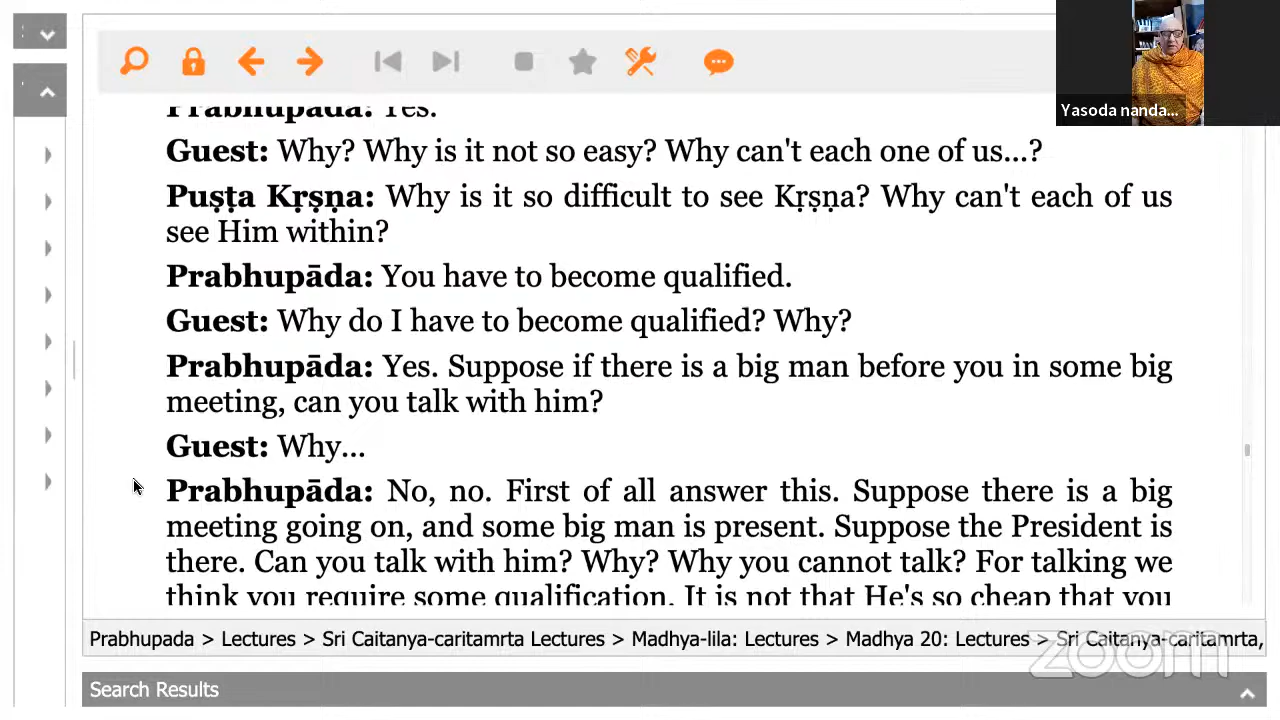 Prabhupāda: Yes.
Guest: Why? Why is it not so easy? Why can't each one of us...?
Puṣṭa Kṛṣṇa: Why is it so difficult to see Kṛṣṇa? Why can't each of us
see Him within?
Prabhupāda: You have to become qualified.
Guest: Why do I have to become qualified? Why?
Prabhupāda: Yes. Suppose if there is a big man before you in some big
meeting, can you talk with him?
Guest: Why...
Prabhupāda: No, no. First of all answer this. Suppose there is a big
meeting going on, and some big man is present. Suppose the President is
there. Can you talk with him? Why? Why you cannot talk? For talking we
think you require some qualification. It is not that He's so cheap that you
Prabhupada > Lectures > Sri Caitanya-caritamrta Lectures > Madhya-lila: Lectures > Madhya 20: Lectures > Sri Caitanya-caritamrta,
Search Results
Yasoda nanda...
zoom